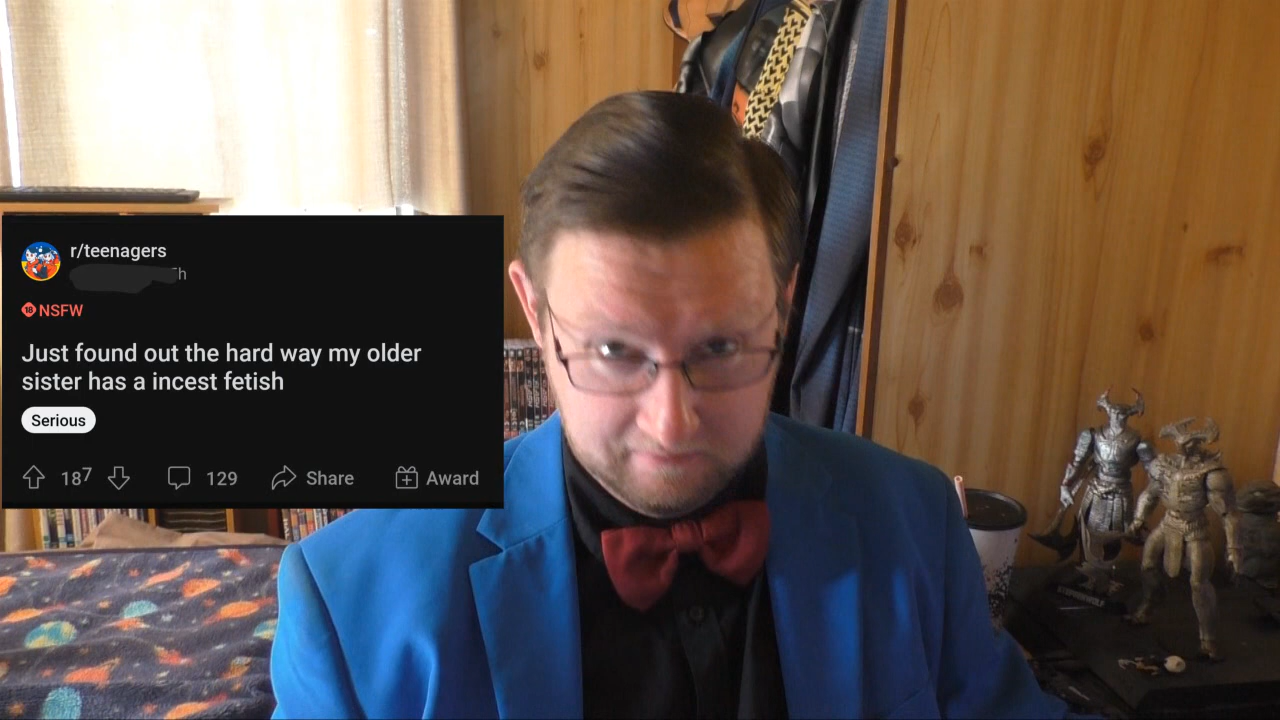 r/teenagers
h
18 NSFW
Just found out the hard way my older
sister has a incest fetish
Serious
187 129 Share Award